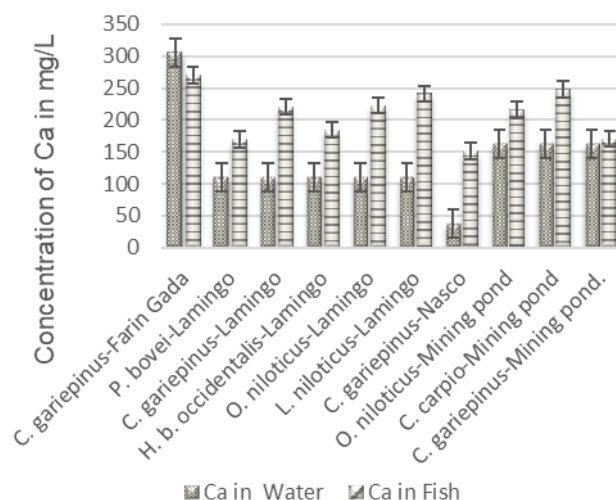 Concentration of Ca in mg/L
350
300
250
200
150
100
50
0
C. gariepinus-Farin Gada
P. bovei-Lamingo
C. gariepinus-Lamingo
H. b. occidentalis-Lamingo
O. niloticus-Lamingo
L. niloticus-Lamingo
C. gariepinus-Nasco
O. niloticus-Mining pond
C. carpio-Mining pond
C. gariepinus-Mining pond.
Ca in Water
Ca in Fish